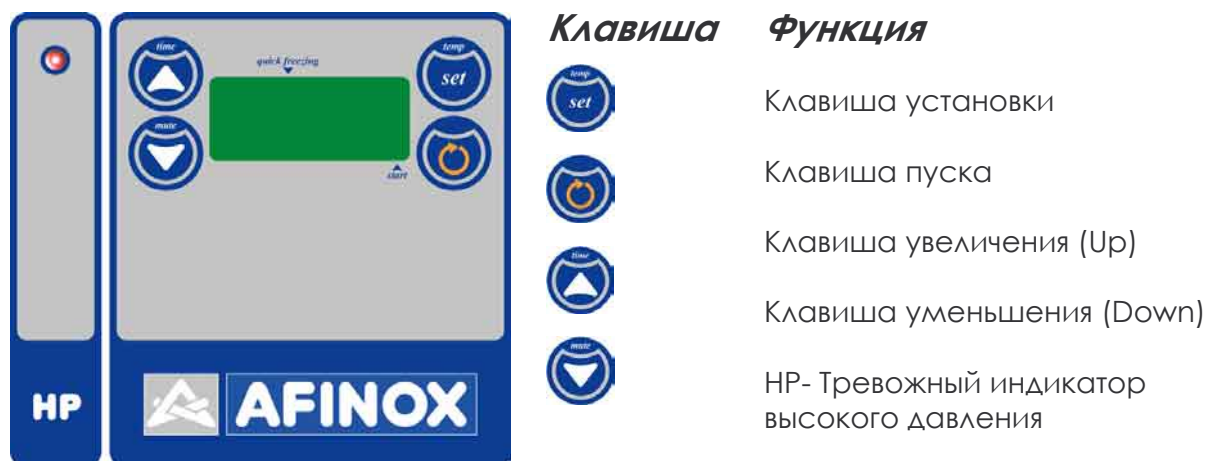 time
quick freezing
temp
set
mute
start
HP
AFINOX
Клавиша Функция
temp
set
Клавиша установки
Клавиша пуска
time
Клавиша увеличения (Up)
mute
Клавиша уменьшения (Down)
HP- Тревожный индикатор
высокого давления